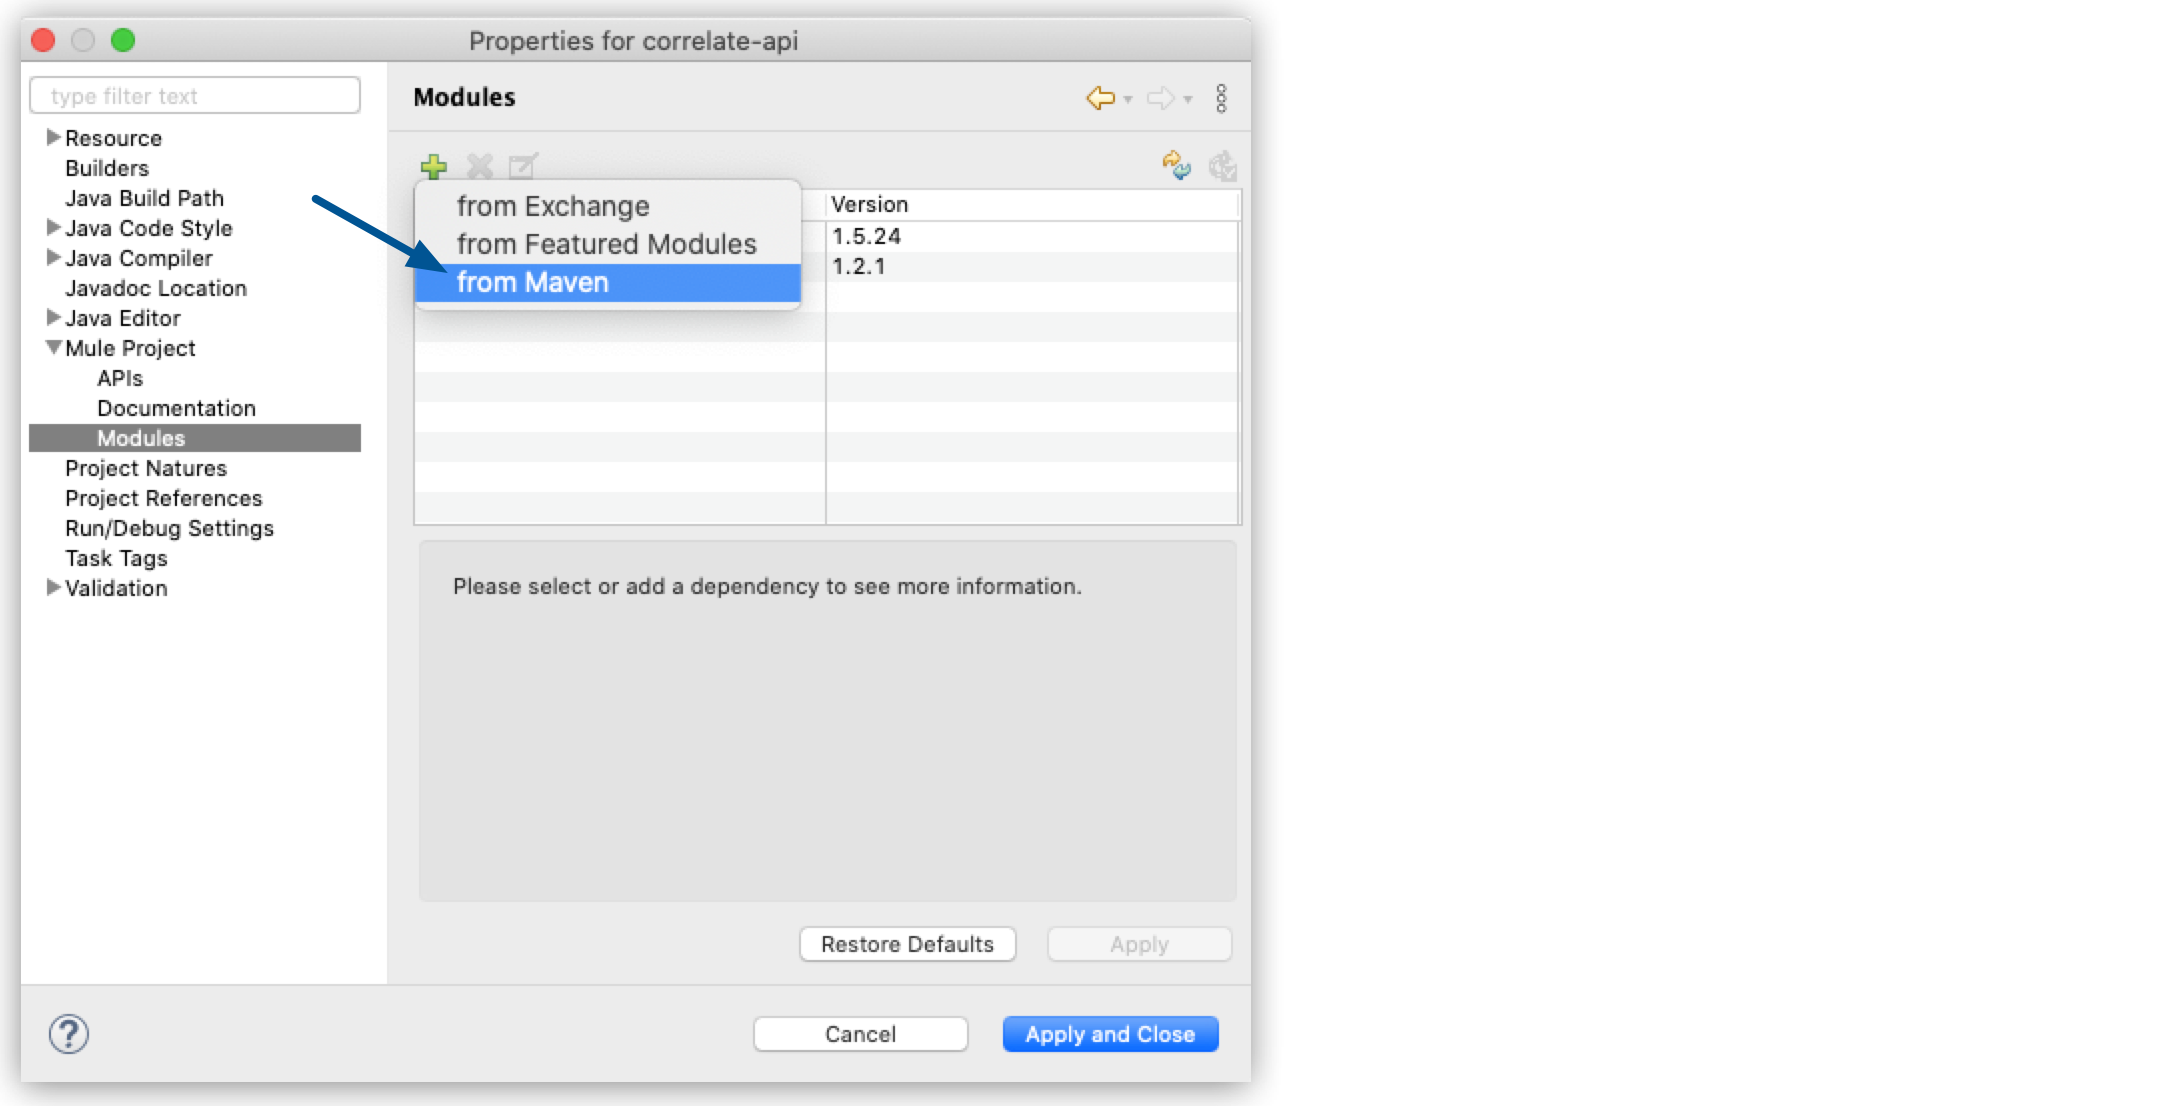 Properties for correlate-api
type filter text
Resource
Builders
Java Build Path
Java Code Style
Java Compiler
Javadoc Location
Java Editor
Mule Project
APIs
Documentation
Modules
Project Natures
Project References
Run/Debug Settings
Task Tags
Validation
Modules
from Exchange
from Featured Modules
from Maven
Version
1.5.24
1.2.1
Please select or add a dependency to see more information.
Restore Defaults
Apply
?
Cancel
Apply and Close